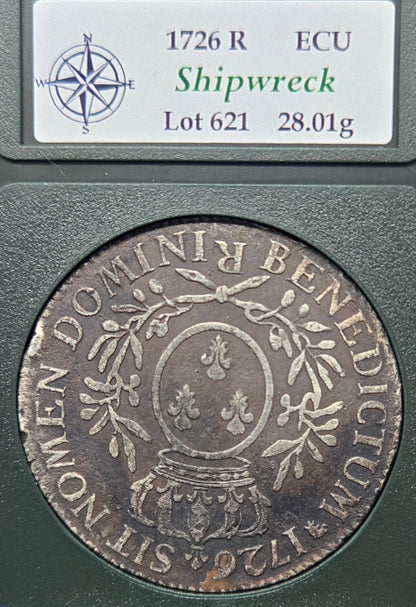 N
W E
S
1726 R ECU
Shipwreck
Lot 621 28.01g
SIT NOMEN DOMINI R BENEDICTUM 1726